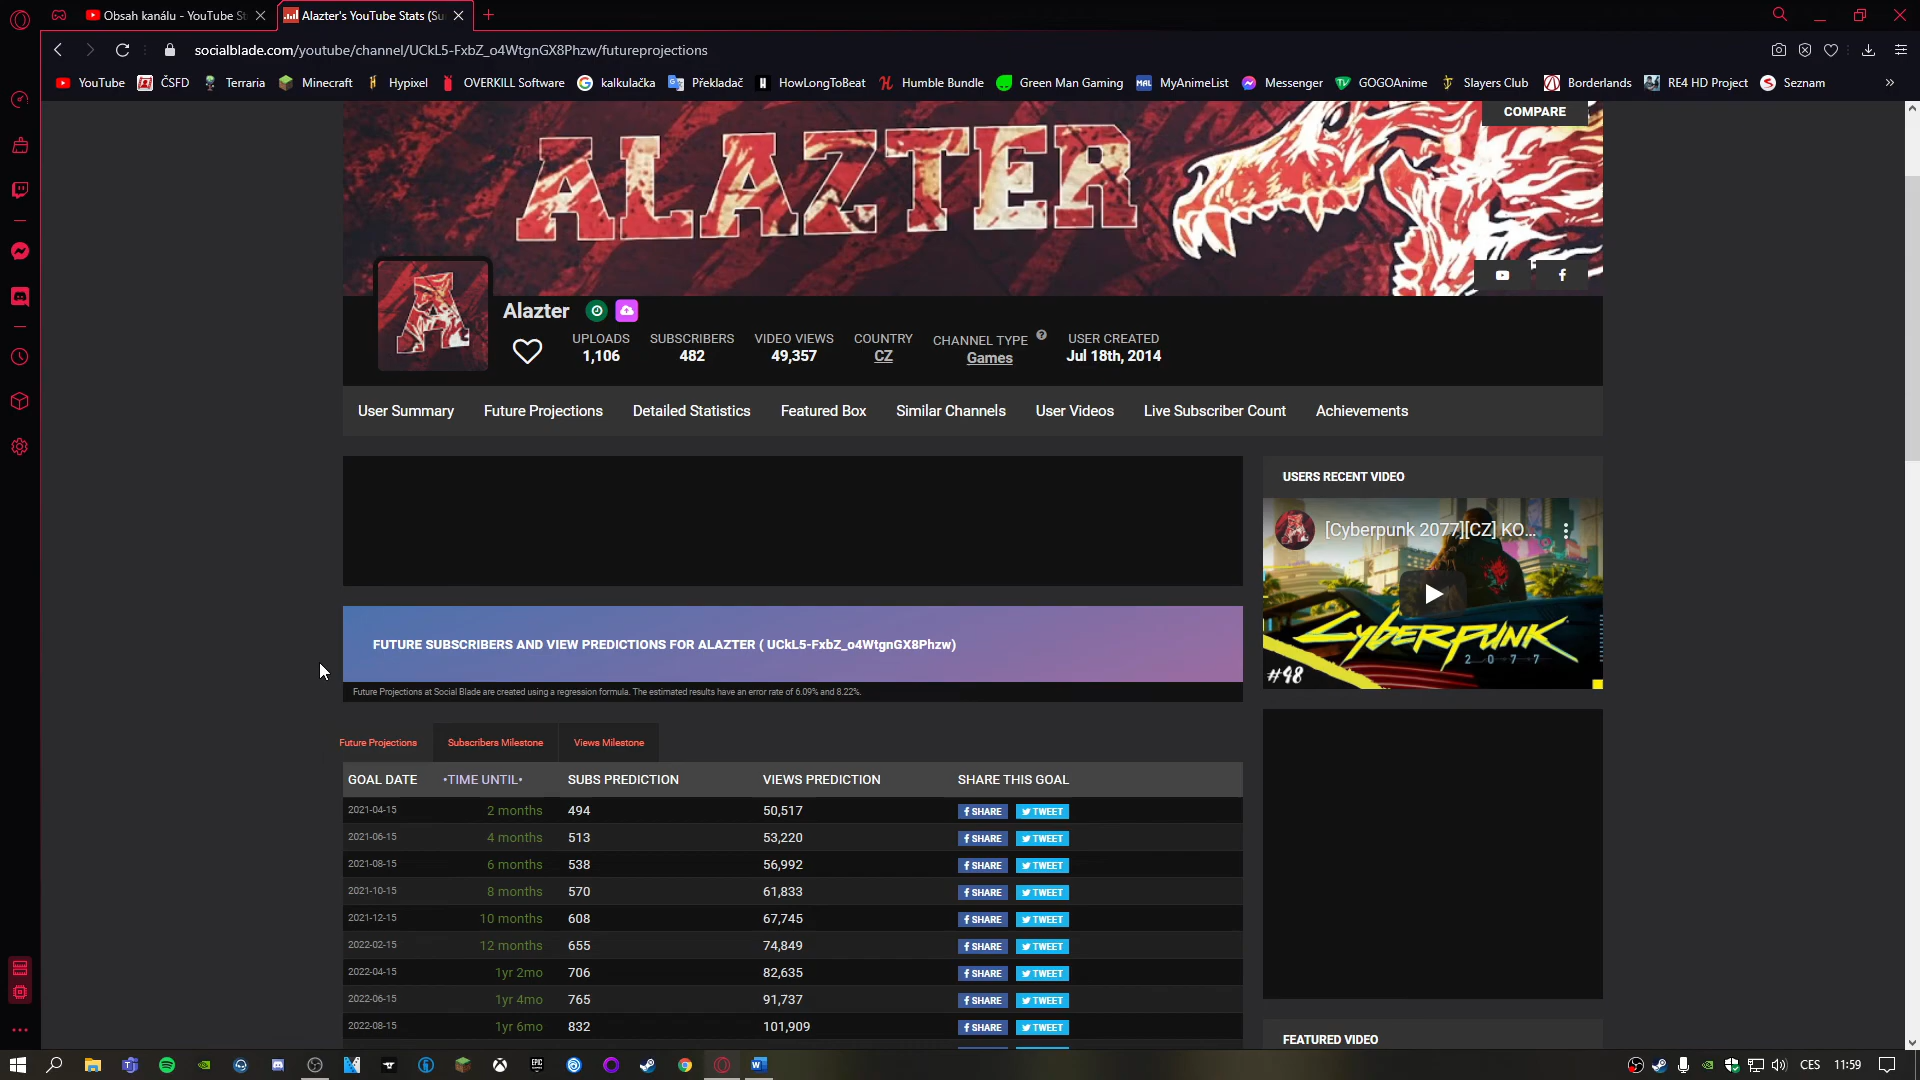 Obsah kanálu - YouTube St
Alazter's YouTube Stats (Su
socialblade.com/youtube/channel/UCkL5-FxbZ_o4WtgnGX8Phzw/futureprojections
YouTube ČSFD Terraria Minecraft Hypixel OVERKILL Software kalkulačka Překladač HowLongToBeat Humble Bundle Green Man Gaming MyAnimeList Messenger GOGOAnime Slayers Club Borderlands RE4 HD Project Seznam »
COMPARE
ALAZTER
Alazter
UPLOADS SUBSCRIBERS VIDEO VIEWS COUNTRY CHANNEL TYPE USER CREATED
1,106 482 49,357 CZ Games Jul 18th, 2014
User Summary Future Projections Detailed Statistics Featured Box Similar Channels User Videos Live Subscriber Count Achievements
USERS RECENT VIDEO
[Cyberpunk 2077][CZ] KO...
CYBERPUNK
2077
#98
FUTURE SUBSCRIBERS AND VIEW PREDICTIONS FOR ALAZTER ( UCkL5-FxbZ_o4WtgnGX8Phzw)
Future Projections at Social Blade are created using a regression formula. The estimated results have an error rate of 6.09% and 8.22%.
Future Projections Subscribers Milestone Views Milestone
GOAL DATE •TIME UNTIL• SUBS PREDICTION VIEWS PREDICTION SHARE THIS GOAL
2021-04-15 2 months 494 50,517 SHARE TWEET
2021-06-15 4 months 513 53,220 SHARE TWEET
2021-08-15 6 months 538 56,992 SHARE TWEET
2021-10-15 8 months 570 61,833 SHARE TWEET
2021-12-15 10 months 608 67,745 SHARE TWEET
2022-02-15 12 months 655 74,849 SHARE TWEET
2022-04-15 1yr 2mo 706 82,635 SHARE TWEET
2022-06-15 1yr 4mo 765 91,737 SHARE TWEET
2022-08-15 1yr 6mo 832 101,909 SHARE TWEET
FEATURED VIDEO
CES 11:59